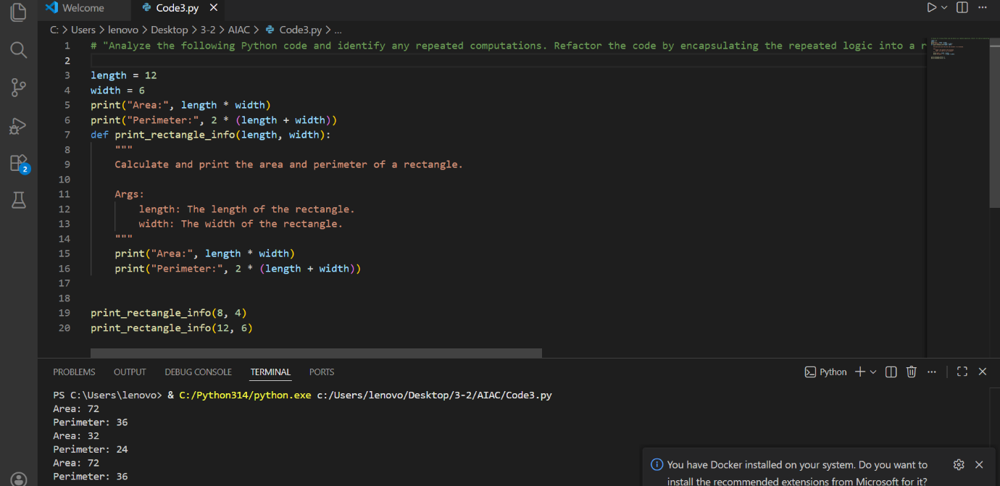 Welcome
Code3.py
C: > Users > lenovo > Desktop > 3-2 > AIAC > Code3.py > ...
1 # "Analyze the following Python code and identify any repeated computations. Refactor the code by encapsulating the repeated logic into a r
2
3 length = 12
4 width = 6
5 print("Area:", length * width)
6 print("Perimeter:", 2 * (length + width))
7 def print_rectangle_info(length, width):
8     """
9     Calculate and print the area and perimeter of a rectangle.
10
11     Args:
12         length: The length of the rectangle.
13         width: The width of the rectangle.
14     """
15     print("Area:", length * width)
16     print("Perimeter:", 2 * (length + width))
17
18
19 print_rectangle_info(8, 4)
20 print_rectangle_info(12, 6)
2
PROBLEMS OUTPUT DEBUG CONSOLE TERMINAL PORTS
Python
PS C:\Users\lenovo> & C:/Python314/python.exe c:/Users/lenovo/Desktop/3-2/AIAC/Code3.py
Area: 72
Perimeter: 36
Area: 32
Perimeter: 24
Area: 72
Perimeter: 36
You have Docker installed on your system. Do you want to
install the recommended extensions from Microsoft for it?